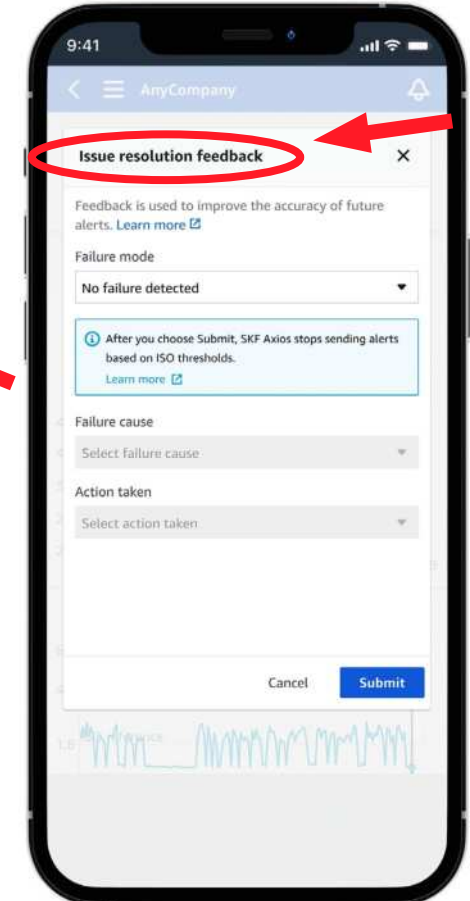 9:41
AnyCompany
Issue resolution feedback
Feedback is used to improve the accuracy of future
alerts. Learn more
Failure mode
No failure detected
After you choose Submit, SKF Axios stops sending alerts
based on ISO thresholds.
Learn more
Failure cause
Select failure cause
Action taken
Select action taken
Cancel Submit
1.8